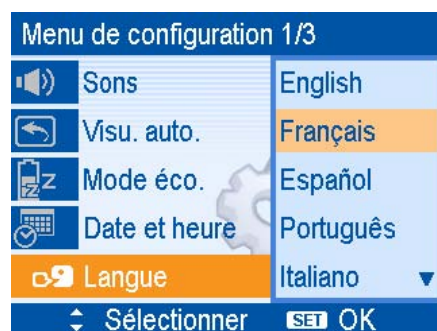 Menu de configuration 1/3
Sons
Visu. auto.
Mode éco.
Date et heure
Langue
English
Français
Español
Português
Italiano
Sélectionner SET OK